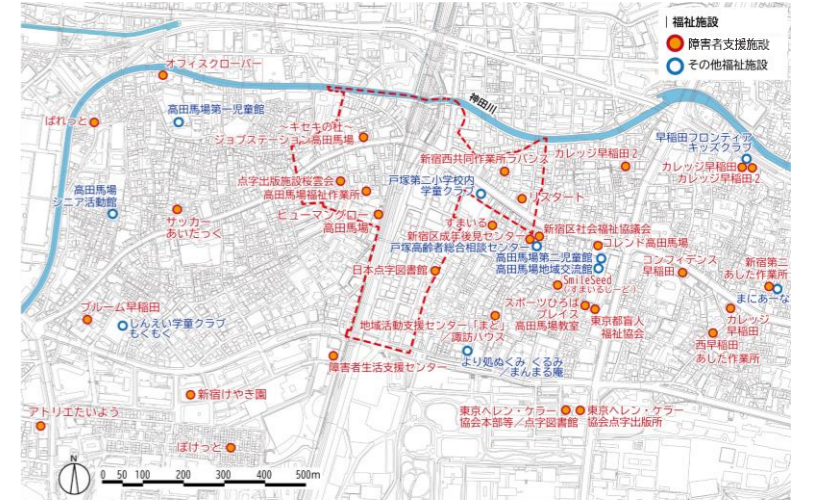 福祉施設
障害者支援施設
その他福祉施設
オフィスクローバー
神田川
高田馬場第一児童館
ぱれっと
～キセキの杜～
ジョブステーション高田馬場
早稲田フロンティア
キッズクラブ
新宿西共同作業所ラバンス
カレッジ早稲田2
カレッジ早稲田
カレッジ早稲田-2
点字出版施設桜雲会
高田馬場福祉作業所
戸塚第二小学校内
学童クラブ
高田馬場
シニア活動館
リスタート
サッカー
あいだっく
ヒューマングロー
高田馬場
すまいる
新宿区成年後見センター
新宿区社会福祉協議会
戸塚高齢者総合相談センター
コレンド高田馬場
高田馬場第二児童館
高田馬場地域交流館
コンフィデンス
早稲田
新宿第二
あした作業所
日本点字図書館
SmileSeed
（すまいるしーど）
まにあーな
スポーツひろば
プレイス
高田馬場教室
東京都盲人
福祉協会
カレッジ
早稲田
ブルーム早稲田
しんえい学童クラブ
もくもく
地域活動支援センター「まど」
／諏訪ハウス
西早稲田
あした作業所
障害者生活支援センター
より処ぬくみ くるみ
／まんまる庵
新宿けやき園
アトリエたいよう
東京ヘレン・ケラー
協会本部等／点字図書館
東京ヘレン・ケラー
協会点字出版所
ぽけっと
N
0 50 100 200 300 400 500m